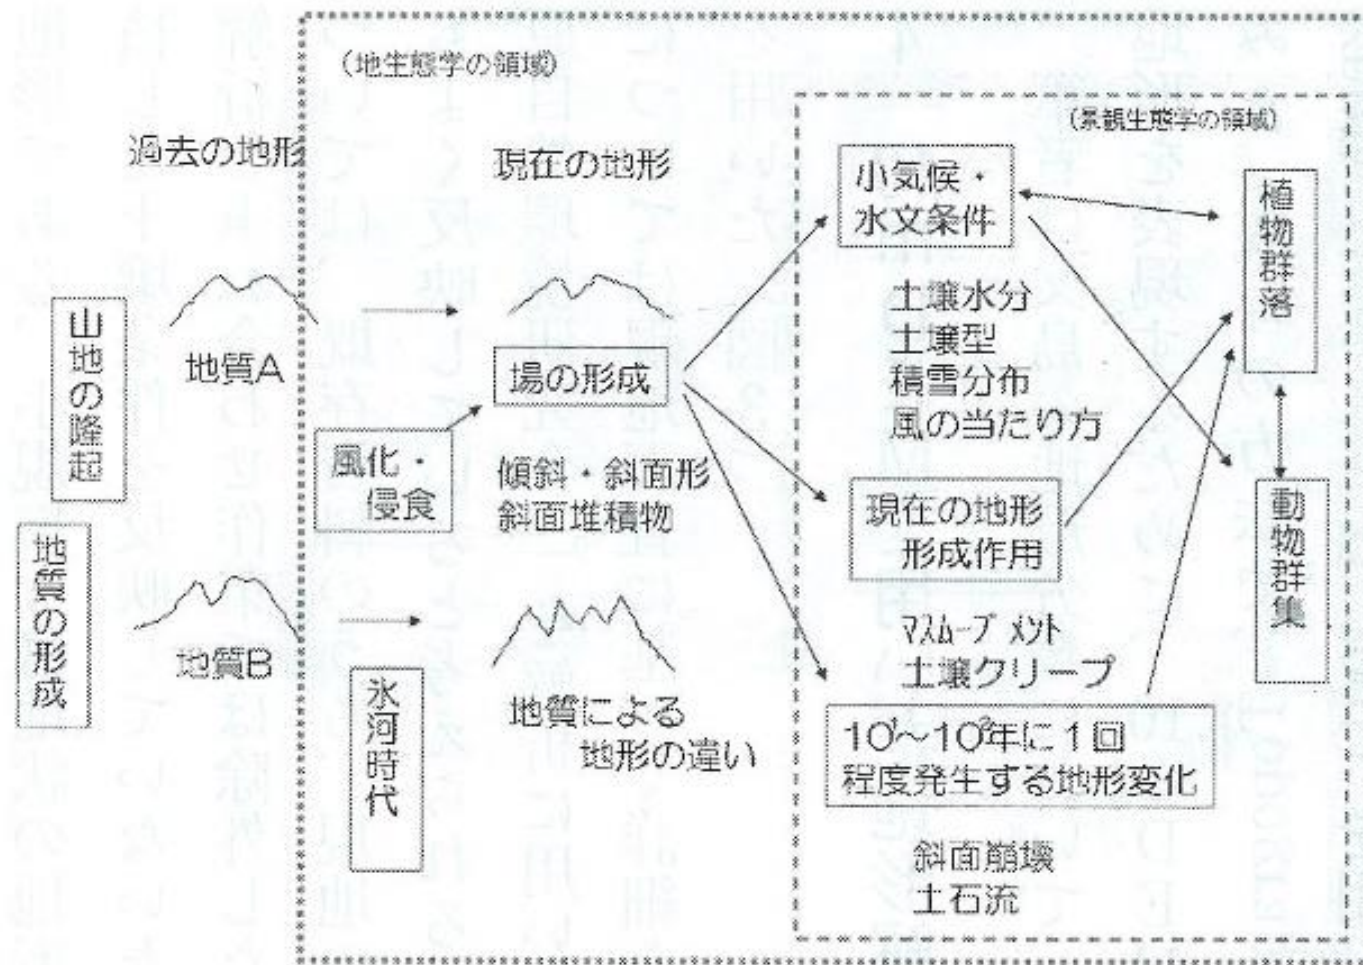 (地生態学の領域)
(景観生態学の領域)
過去の地形
現在の地形
山地の隆起
地質の形成
地質A
地質B
風化・
侵食
氷河時代
場の形成
傾斜・斜面形
斜面堆積物
地質による
地形の違い
小気候・
水文条件
土壌水分
土壌型
積雪分布
風の当たり方
現在の地形
形成作用
マスムーブメント
土壌クリープ
10¹~10²年に1回
程度発生する地形変化
斜面崩壊
土石流
植物群落
動物群集